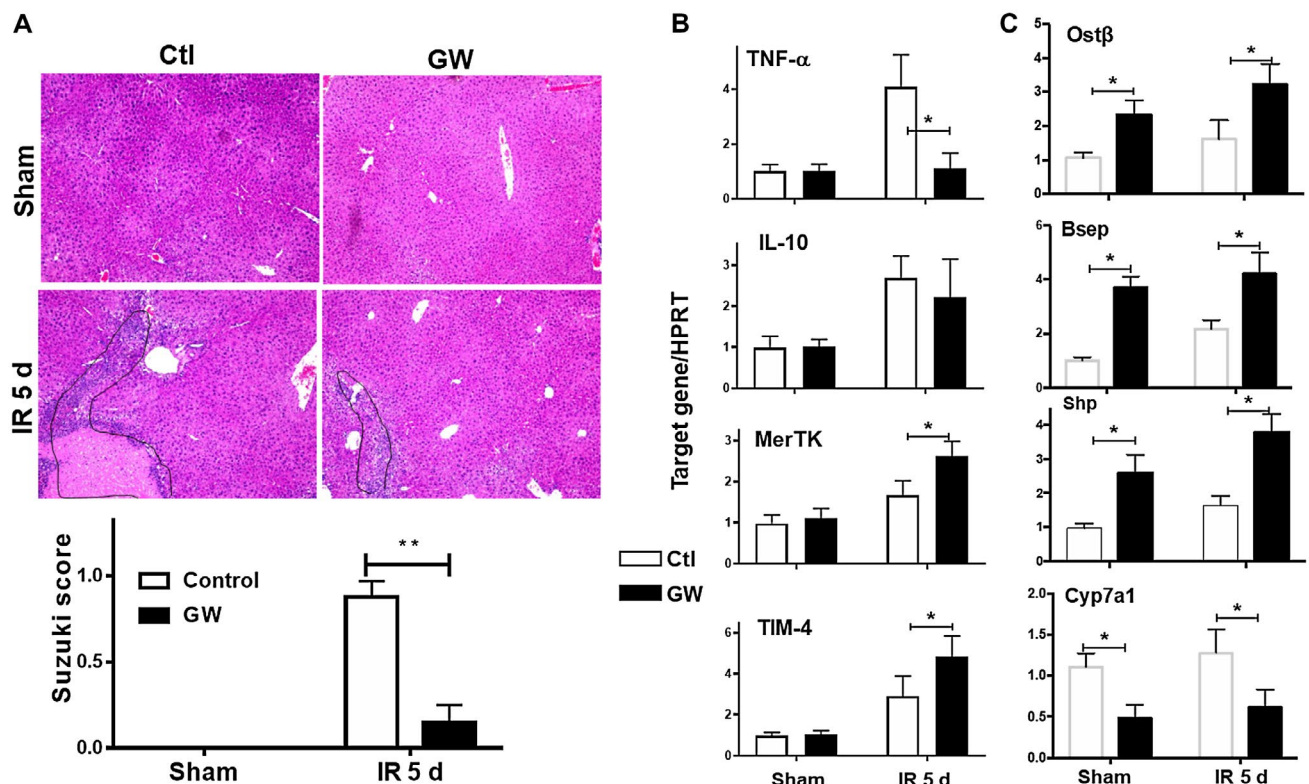 A
Ctl
GW
Sham
IR 5 d
Suzuki score
1.0
0.5
0.0
**
Control
GW
Sham
IR 5 d
B
Target gene/HPRT
Ctl
GW
TNF-α
4
2
0
*
IL-10
3
2
1
0
MerTK
3
2
1
0
*
TIM-4
6
4
2
0
*
Sham
IR 5 d
C
Ostβ
5
4
3
2
1
0
*
*
Bsep
6
4
2
0
*
*
Shp
4
3
2
1
0
*
*
Cyp7a1
2.0
1.5
1.0
0.5
0.0
*
*
Sham
IR 5 d